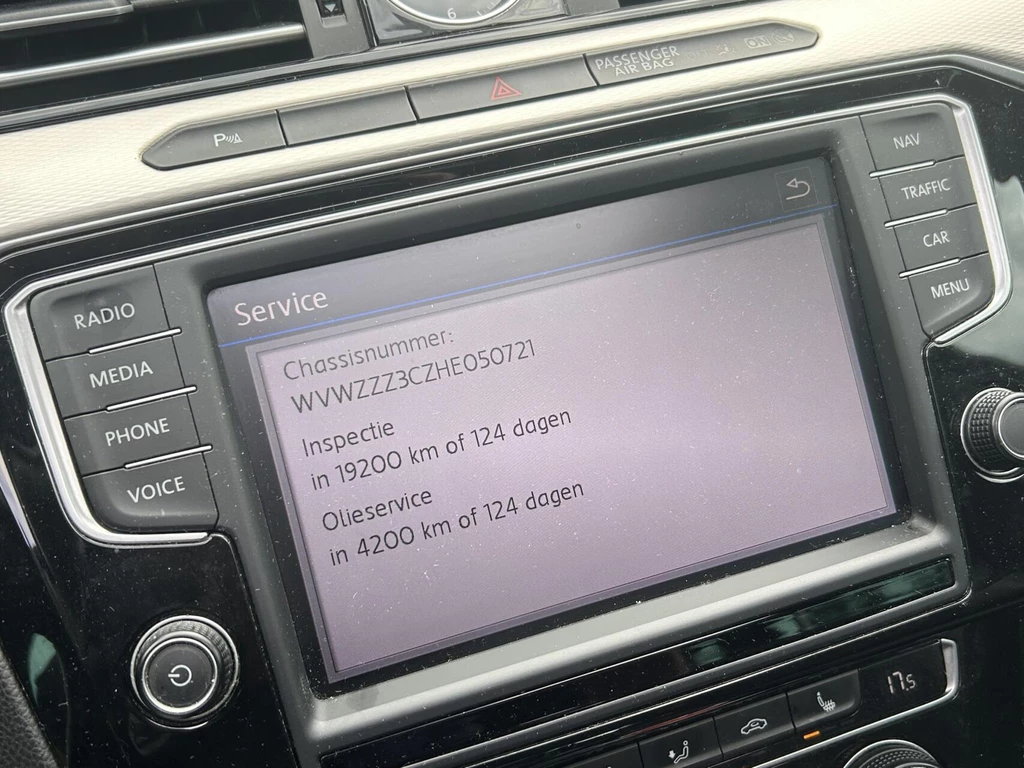 6
PASSENGER
AIR BAG
ON
P
NAV
TRAFFIC
CAR
MENU
RADIO
MEDIA
PHONE
VOICE
Service
Chassisnummer:
WVWZZZ3CZHE050721
Inspectie
in 19200 km of 124 dagen
Olieservice
in 4200 km of 124 dagen
17.5